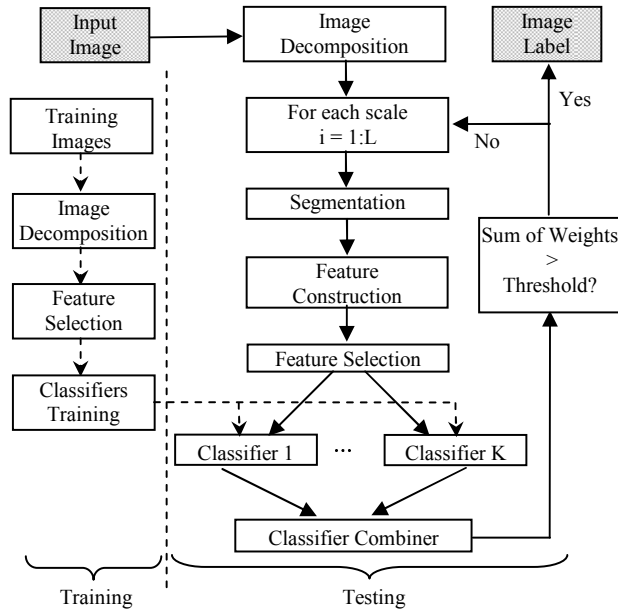 Input
Image
Image
Decomposition
Image
Label
Training
Images
Image
Decomposition
Feature
Selection
Classifiers
Training
For each scale
i = 1:L
No
Yes
Segmentation
Feature
Construction
Feature Selection
Sum of Weights
>
Threshold?
Classifier 1
...
Classifier K
Classifier Combiner
Training
Testing